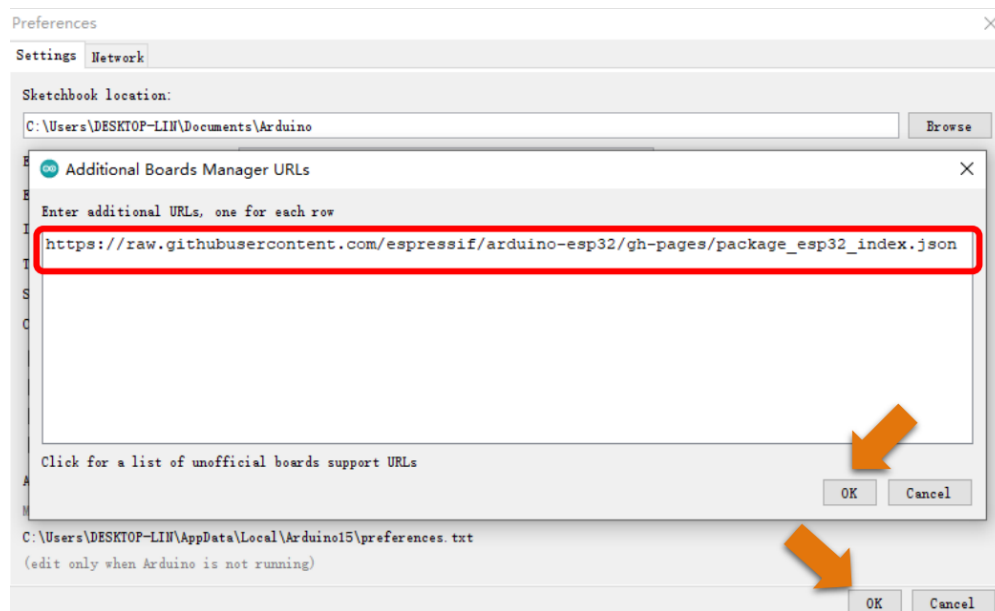 Preferences
Settings Network
Sketchbook location:
C:\Users\DESKTOP-LIN\Documents\Arduino
Browse
Additional Boards Manager URLs
Enter additional URLs, one for each row
https://raw.githubusercontent.com/espressif/arduino-esp32/gh-pages/package_esp32_index.json
Click for a list of unofficial boards support URLs
OK Cancel
C:\Users\DESKTOP-LIN\AppData\Local\Arduino15\preferences.txt
(edit only when Arduino is not running)
OK Cancel